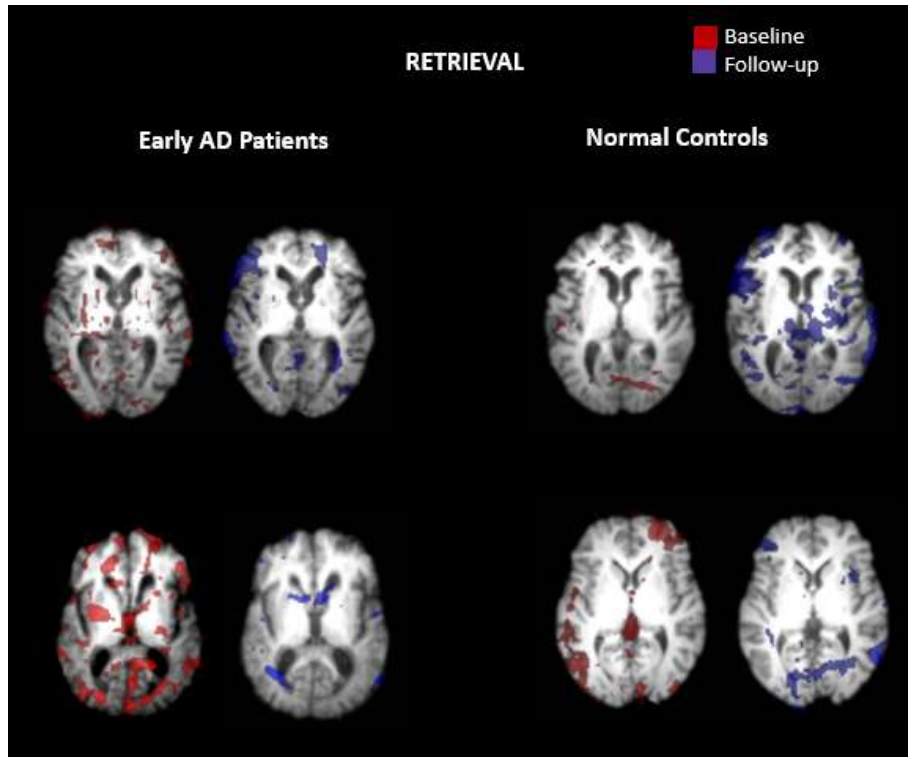 RETRIEVAL
Baseline
Follow-up
Early AD Patients
Normal Controls